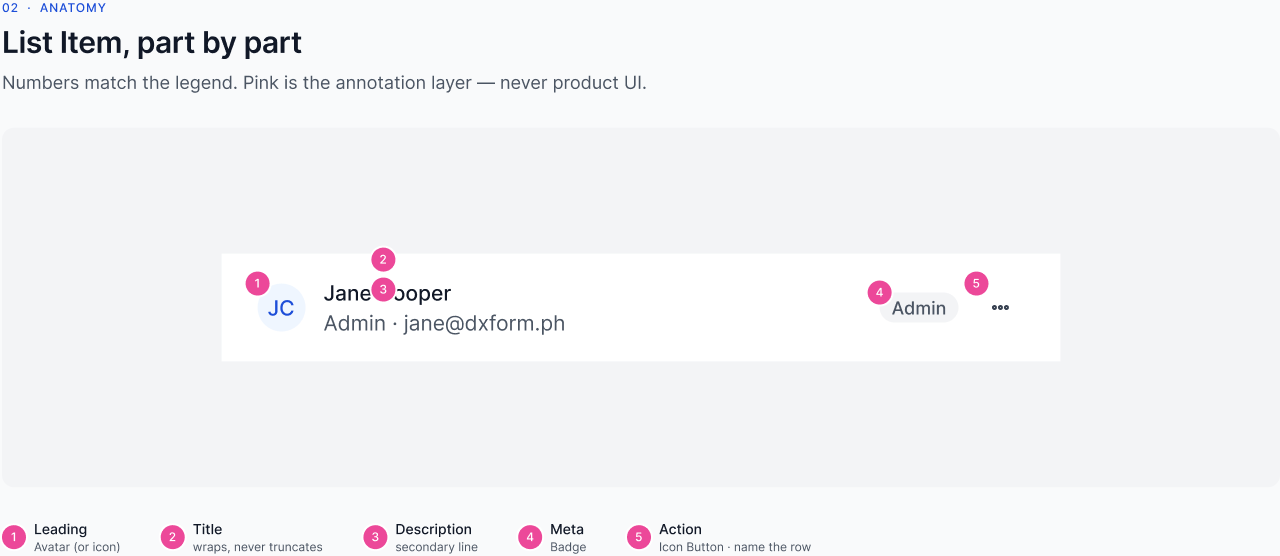 02 · ANATOMY
List Item, part by part
Numbers match the legend. Pink is the annotation layer — never product UI.
2
1
3
4
5
JC
Jane ooper
Admin · jane@dxform.ph
Admin
1 Leading
Avatar (or icon)
2 Title
wraps, never truncates
3 Description
secondary line
4 Meta
Badge
5 Action
Icon Button · name the row